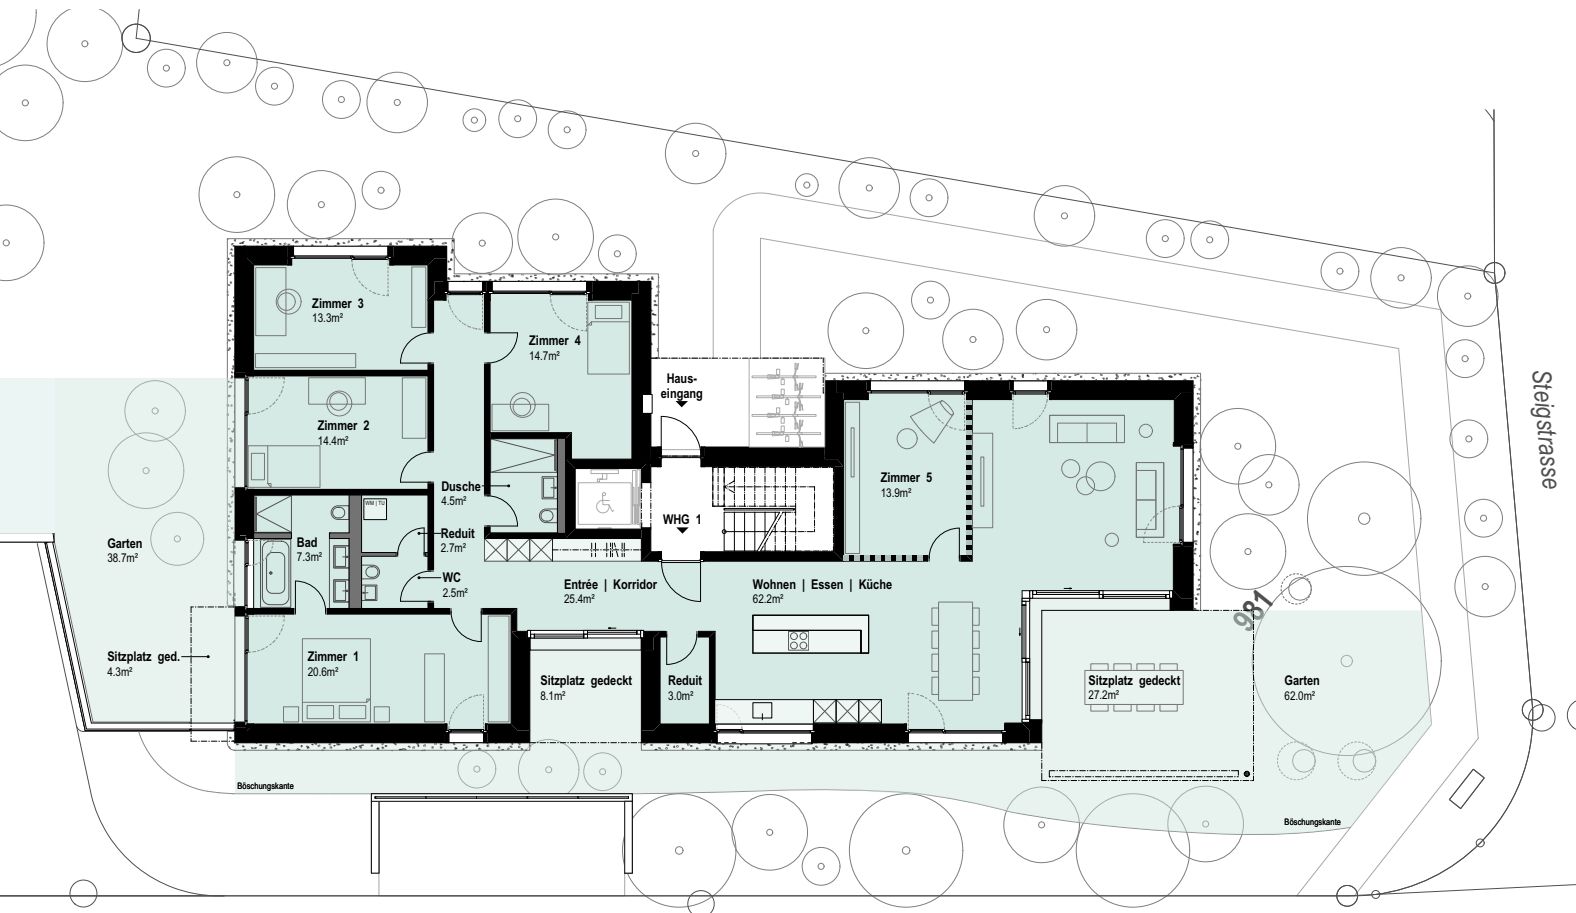 Zimmer 3
13.3m²
Zimmer 4
14.7m²
Haus-
eingang
Zimmer 2
14.4m²
Zimmer 5
13.9m²
Dusche
4.5m²
WM | TU
WHG 1
Reduit
2.7m²
Bad
7.3m²
Garten
38.7m²
WC
2.5m²
Entrée | Korridor
25.4m²
Wohnen | Essen | Küche
62.2m²
Steigstrasse
981
Sitzplatz ged.
4.3m²
Zimmer 1
20.6m²
Sitzplatz gedeckt
8.1m²
Reduit
3.0m²
Sitzplatz gedeckt
27.2m²
Garten
62.0m²
Böschungskante
Böschungskante